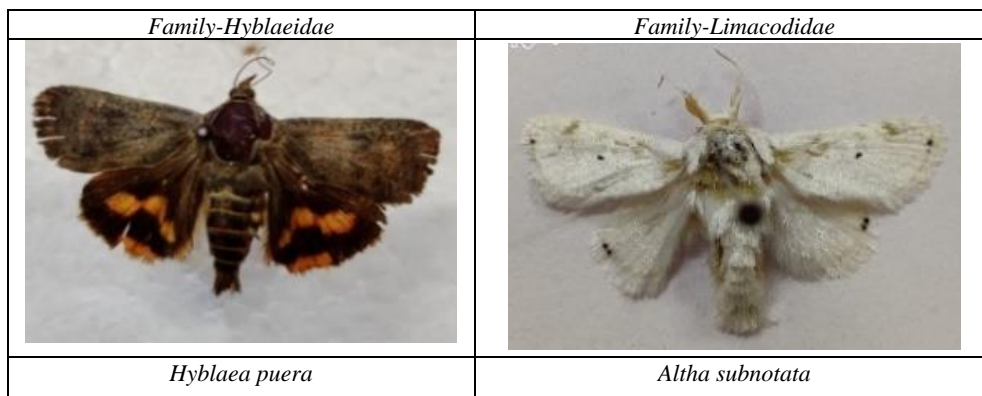 Family-Hyblaeidae
Family-Limacodidae
Hyblaea puera
Altha subnotata